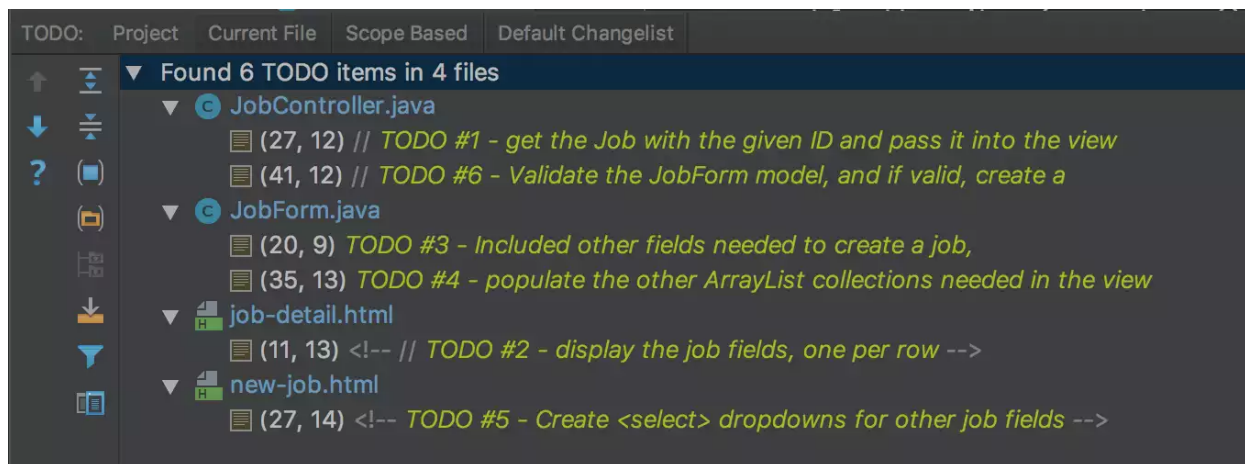 TODO: Project Current File Scope Based Default Changelist
Found 6 TODO items in 4 files
JobController.java
(27, 12) // TODO #1 - get the Job with the given ID and pass it into the view
(41, 12) // TODO #6 - Validate the JobForm model, and if valid, create a
JobForm.java
(20, 9) TODO #3 - Included other fields needed to create a job,
(35, 13) TODO #4 - populate the other ArrayList collections needed in the view
job-detail.html
(11, 13) <!-- // TODO #2 - display the job fields, one per row -->
new-job.html
(27, 14) <!-- TODO #5 - Create <select> dropdowns for other job fields -->